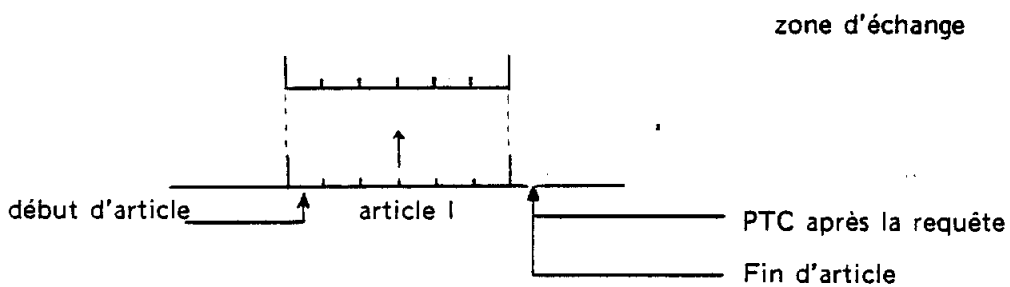 zone d'échange
début d'article
article I
PTC après la requête
Fin d'article